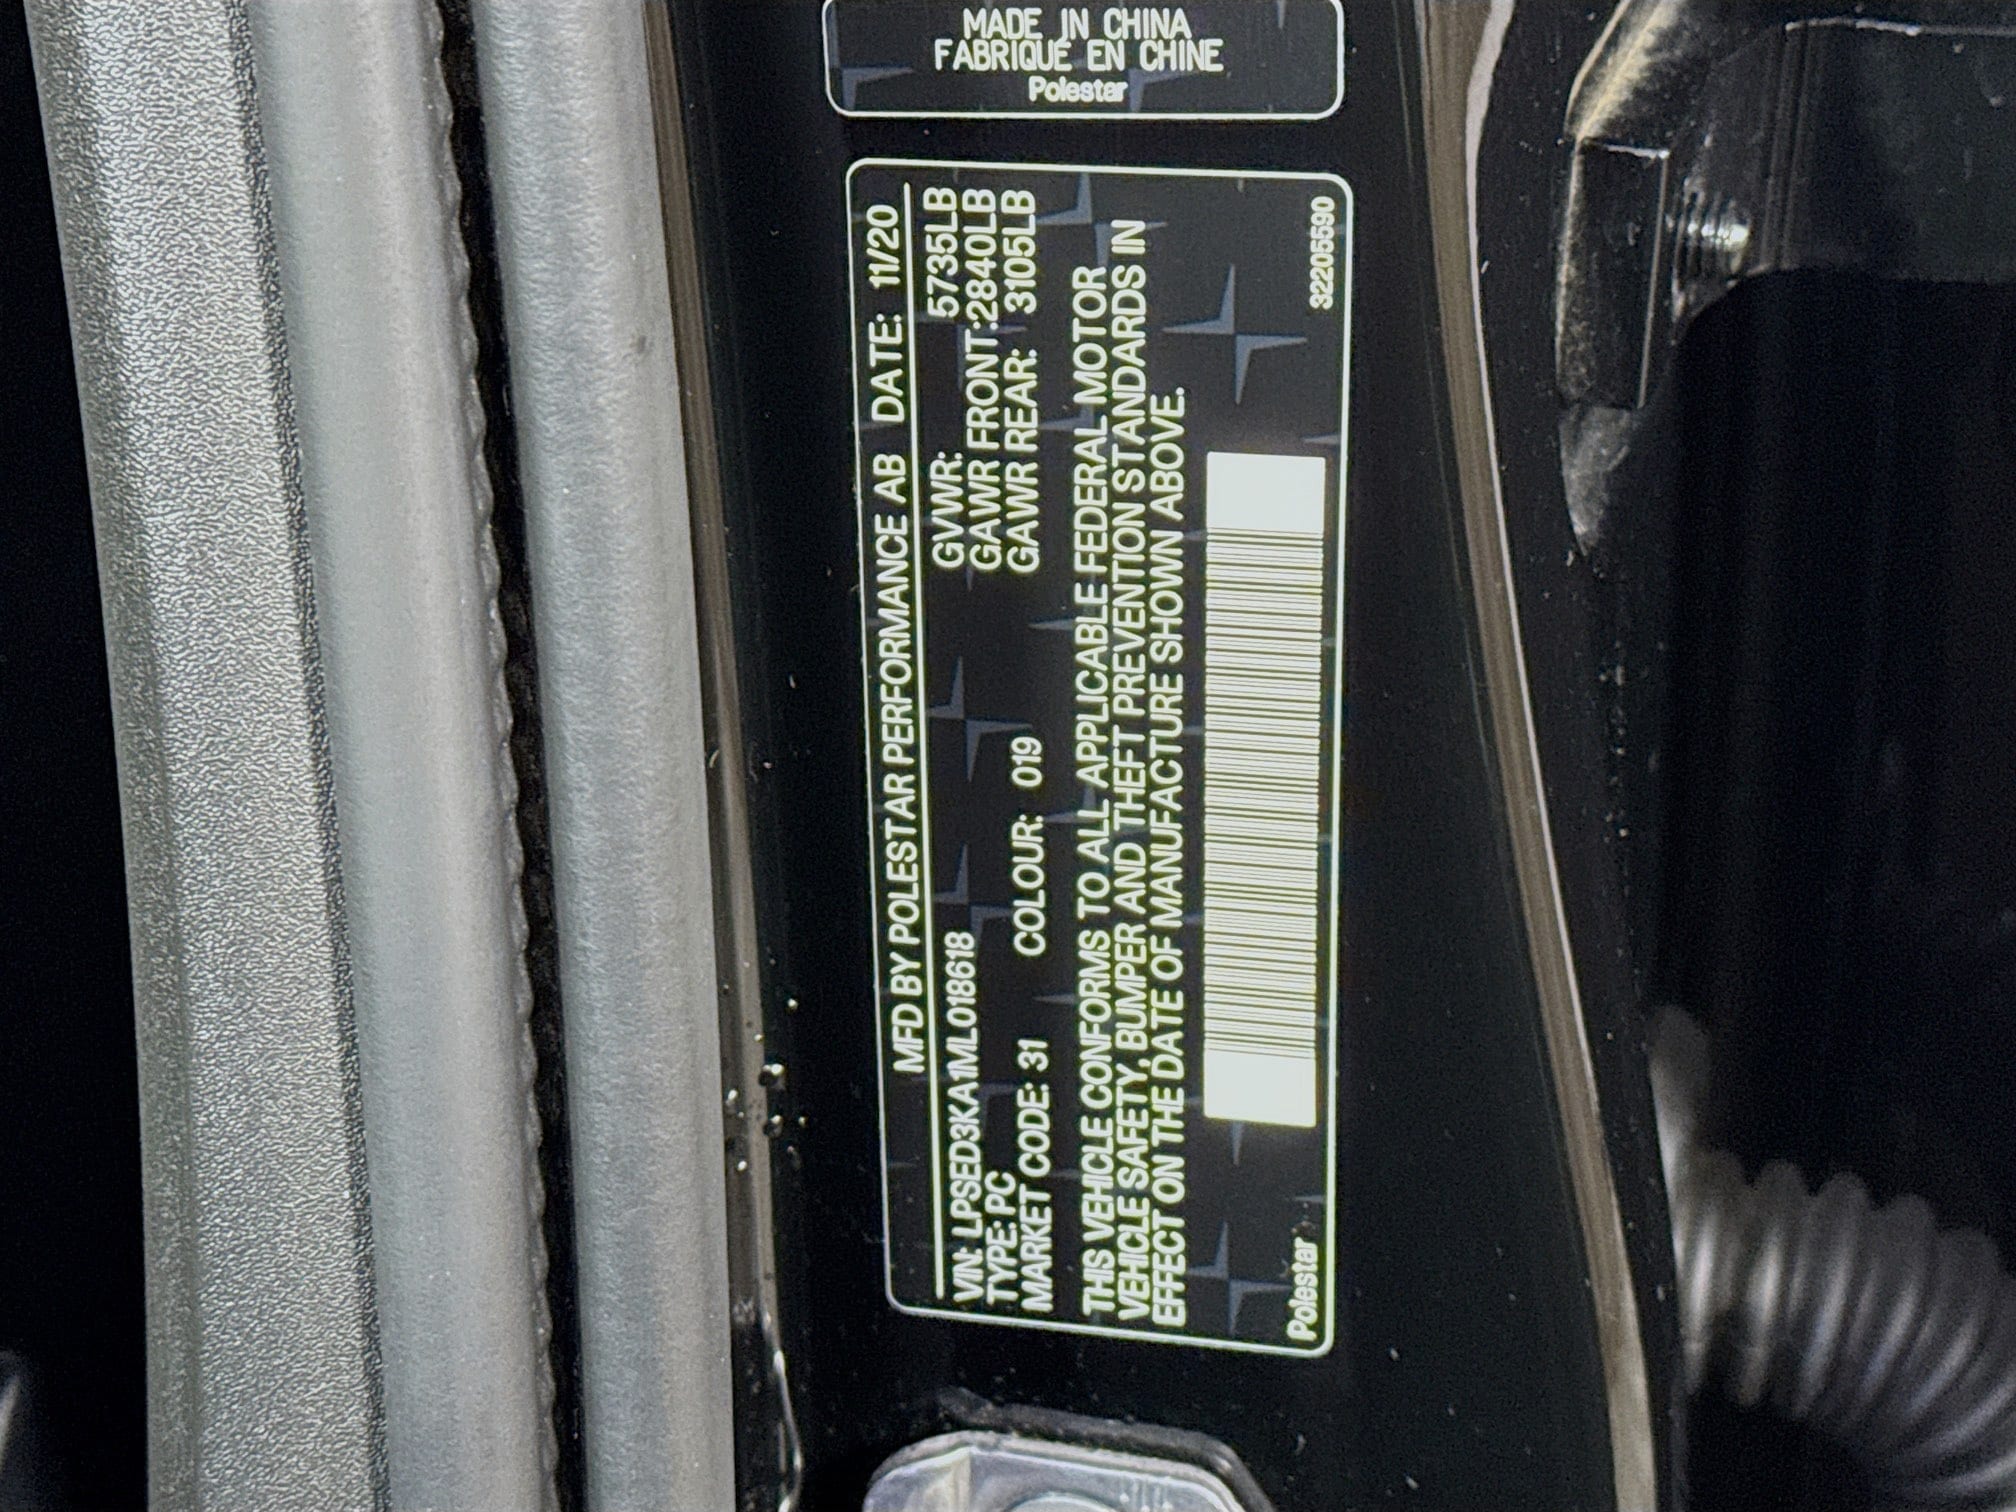 MADE IN CHINA
FABRIQUE EN CHINE
Polestar
MFD BY POLESTAR PERFORMANCE AB DATE: 11/20
VIN: LPSED3KA1ML018618
TYPE: PC
MARKET CODE: 31 COLOUR: 019
GVWR: 5735LB
GAWR FRONT:2840LB
GAWR REAR: 3105LB
THIS VEHICLE CONFORMS TO ALL APPLICABLE FEDERAL MOTOR
VEHICLE SAFETY, BUMPER AND THEFT PREVENTION STANDARDS IN
EFFECT ON THE DATE OF MANUFACTURE SHOWN ABOVE.
Polestar
32205590